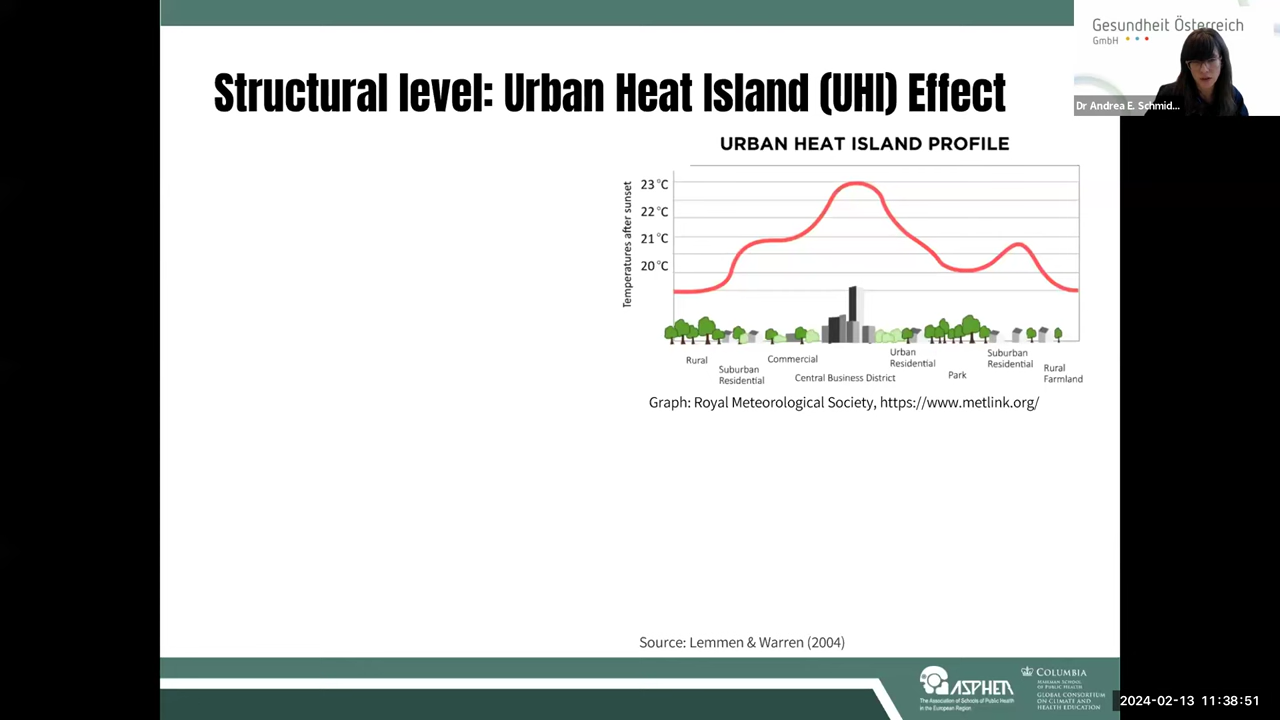 Structural level: Urban Heat Island (UHI) Effect
Gesundheit Österreich
GmbH
Dr Andrea E. Schmid...
URBAN HEAT ISLAND PROFILE
Temperatures after sunset
23 °C
22 °C
21 °C
20 °C
Rural
Suburban
Residential
Commercial
Central Business District
Urban
Residential
Park
Suburban
Residential
Rural
Farmland
Graph: Royal Meteorological Society, https://www.metlink.org/
Source: Lemmen & Warren (2004)
ASPHER
The Association of Schools of Public Health
in the European Region
COLUMBIA
MAILMAN SCHOOL
OF PUBLIC HEALTH
GLOBAL CONSORTIUM
ON CLIMATE AND
HEALTH EDUCATION
2024-02-13 11:38:51